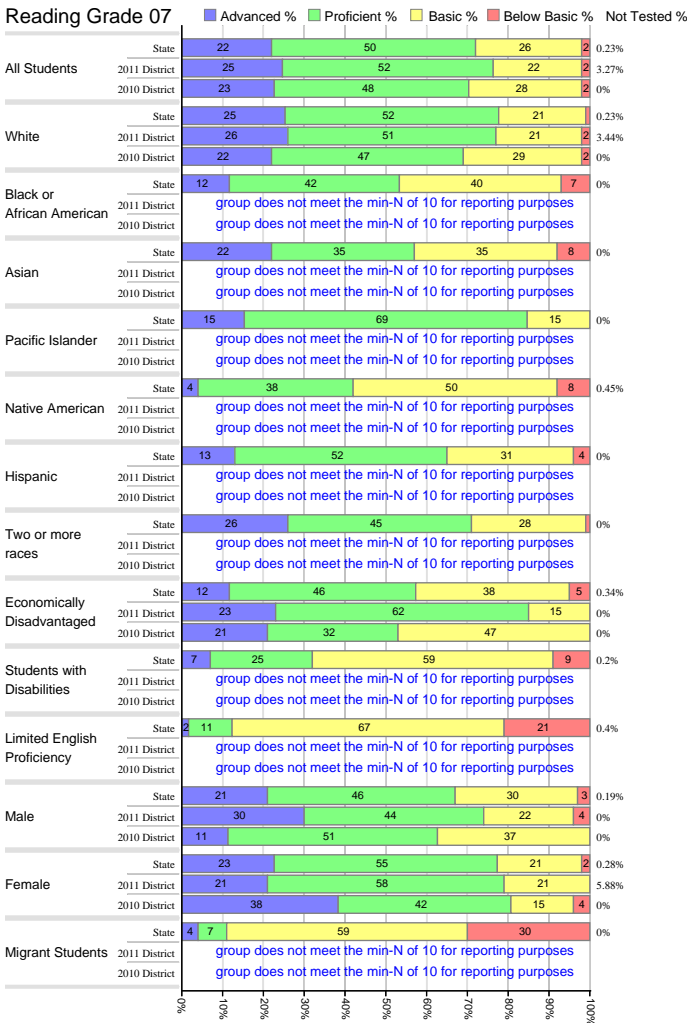 Reading Grade 07 Advanced % Proficient % Basic % Below Basic % Not Tested %
All Students
State 22 50 26 2 0.23%
2011 District 25 52 22 2 3.27%
2010 District 23 48 28 2 0%
White
State 25 52 21 0.23%
2011 District 26 51 21 2 3.44%
2010 District 22 47 29 2 0%
Black or
African American
State 12 42 40 7 0%
2011 District group does not meet the min-N of 10 for reporting purposes
2010 District group does not meet the min-N of 10 for reporting purposes
Asian
State 22 35 35 8 0%
2011 District group does not meet the min-N of 10 for reporting purposes
2010 District group does not meet the min-N of 10 for reporting purposes
Pacific Islander
State 15 69 15 0%
2011 District group does not meet the min-N of 10 for reporting purposes
2010 District group does not meet the min-N of 10 for reporting purposes
Native American
State 4 38 50 8 0.45%
2011 District group does not meet the min-N of 10 for reporting purposes
2010 District group does not meet the min-N of 10 for reporting purposes
Hispanic
State 13 52 31 4 0%
2011 District group does not meet the min-N of 10 for reporting purposes
2010 District group does not meet the min-N of 10 for reporting purposes
Two or more
races
State 26 45 28 0%
2011 District group does not meet the min-N of 10 for reporting purposes
2010 District group does not meet the min-N of 10 for reporting purposes
Economically
Disadvantaged
State 12 46 38 5 0.34%
2011 District 23 62 15 0%
2010 District 21 32 47 0%
Students with
Disabilities
State 7 25 59 9 0.2%
2011 District group does not meet the min-N of 10 for reporting purposes
2010 District group does not meet the min-N of 10 for reporting purposes
Limited English
Proficiency
State 2 11 67 21 0.4%
2011 District group does not meet the min-N of 10 for reporting purposes
2010 District group does not meet the min-N of 10 for reporting purposes
Male
State 21 46 30 3 0.19%
2011 District 30 44 22 4 0%
2010 District 11 51 37 0%
Female
State 23 55 21 2 0.28%
2011 District 21 58 21 5.88%
2010 District 38 42 15 4 0%
Migrant Students
State 4 7 59 30 0%
2011 District group does not meet the min-N of 10 for reporting purposes
2010 District group does not meet the min-N of 10 for reporting purposes
0% 10% 20% 30% 40% 50% 60% 70% 80% 90% 100%